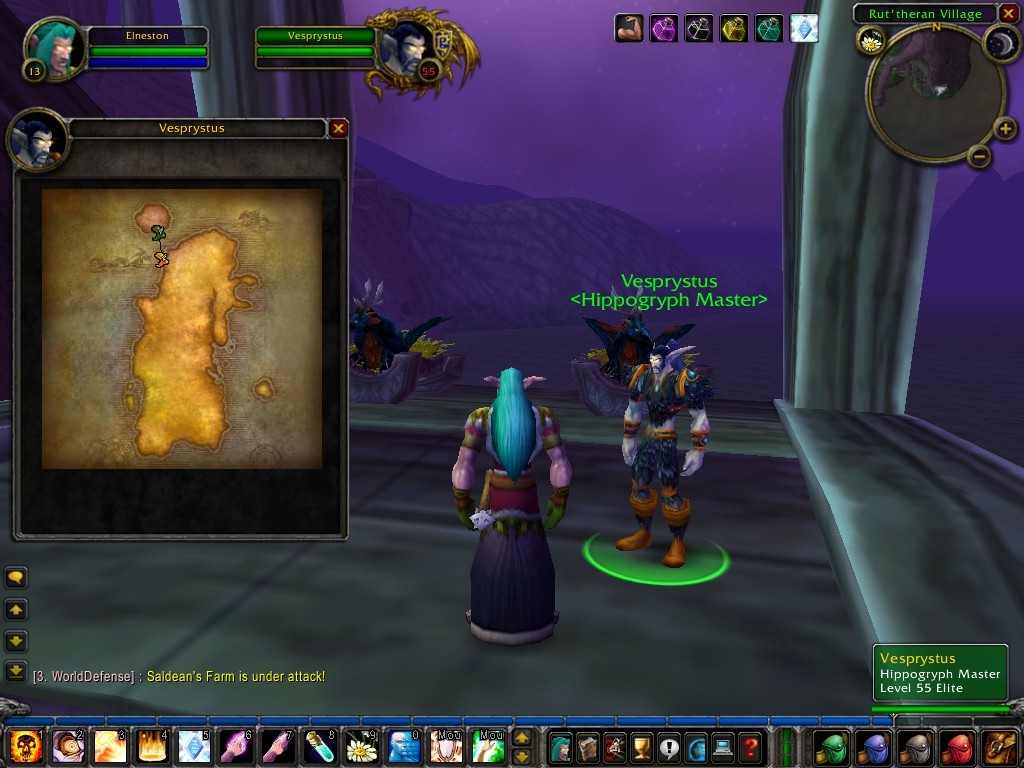 Elneston
13
Vesprystus
55
Rut'theran Village
N
Vesprystus
Vesprystus
<Hippogryph Master>
[3. WorldDefense] : Saldean's Farm is under attack!
Vesprystus
Hippogryph Master
Level 55 Elite
1 2 3 4 5 6 7 8 9 0 Mou Mou